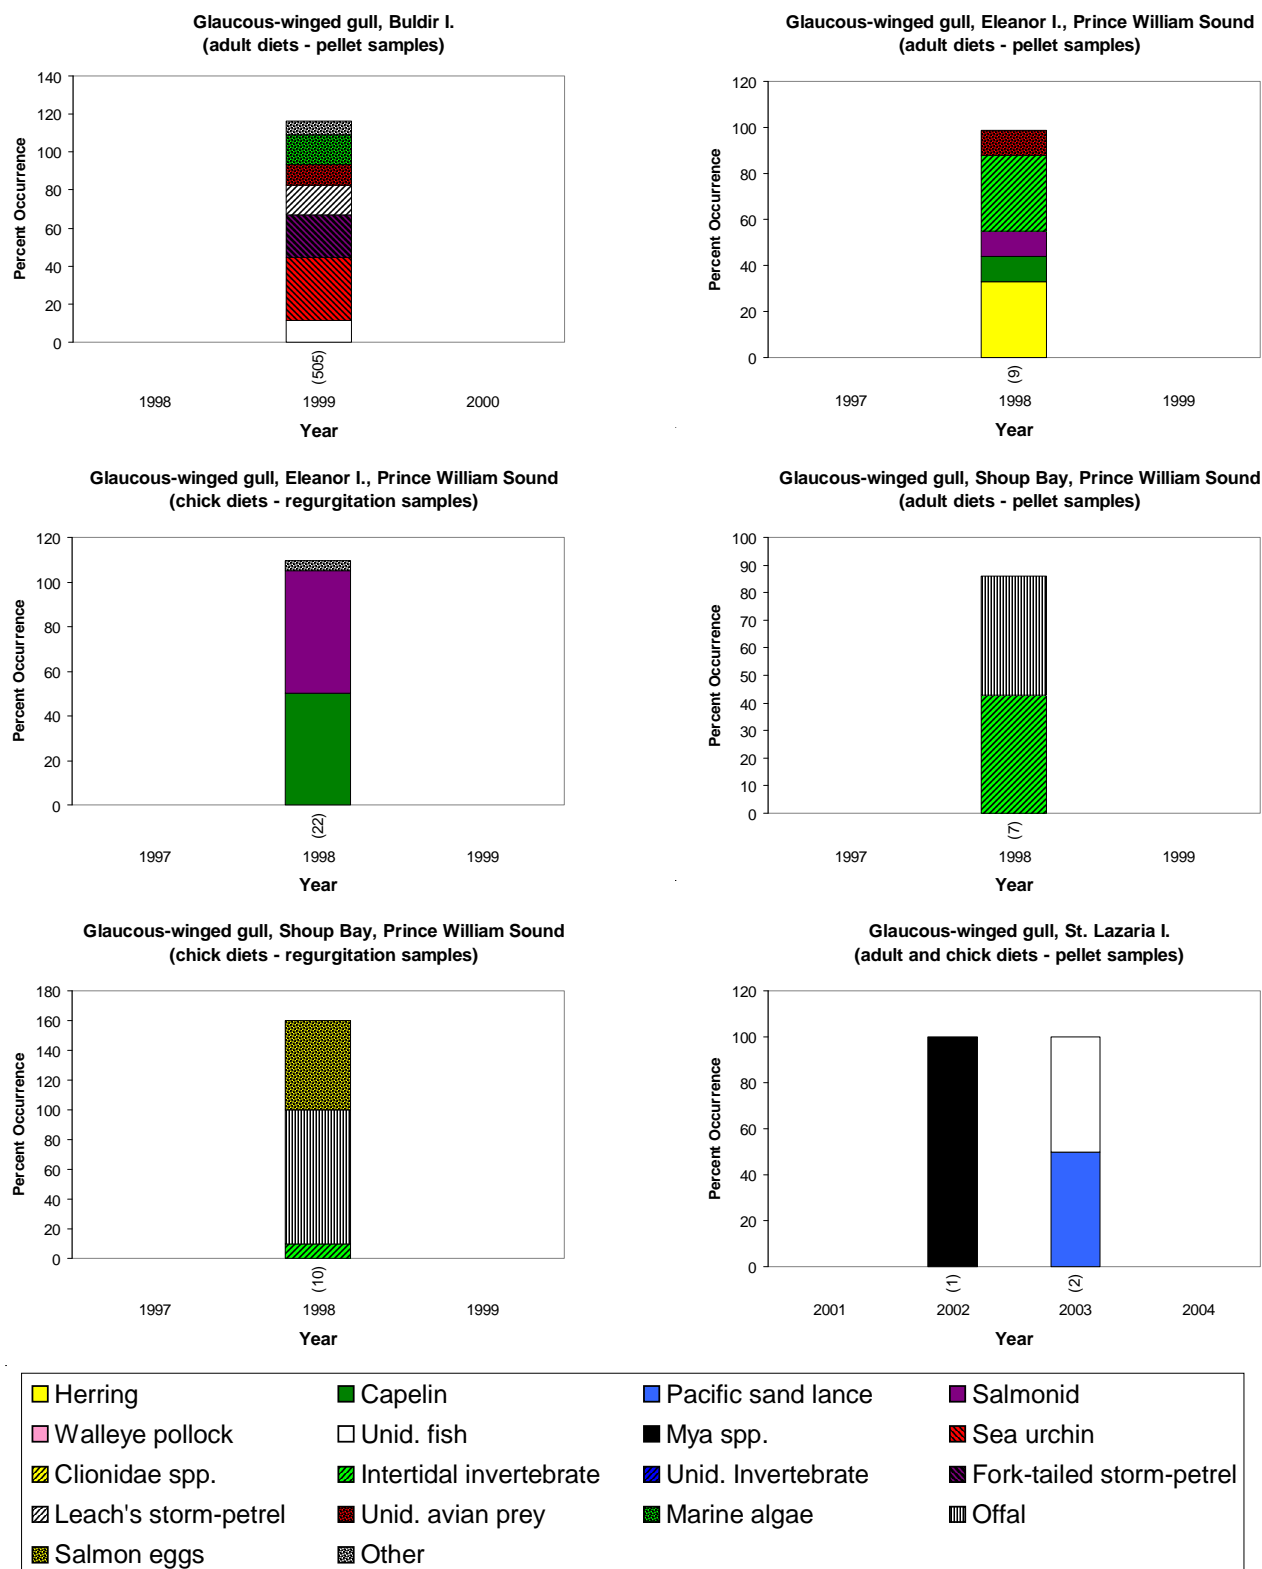 Glaucous-winged gull, Buldir I.
(adult diets - pellet samples)
Percent Occurrence
140
120
100
80
60
40
20
0
(505)
1998 1999 2000
Year
Glaucous-winged gull, Eleanor I., Prince William Sound
(adult diets - pellet samples)
Percent Occurrence
120
100
80
60
40
20
0
(9)
1997 1998 1999
Year
Glaucous-winged gull, Eleanor I., Prince William Sound
(chick diets - regurgitation samples)
Percent Occurrence
120
100
80
60
40
20
0
(22)
1997 1998 1999
Year
Glaucous-winged gull, Shoup Bay, Prince William Sound
(adult diets - pellet samples)
Percent Occurrence
100
90
80
70
60
50
40
30
20
10
0
(7)
1997 1998 1999
Year
Glaucous-winged gull, Shoup Bay, Prince William Sound
(chick diets - regurgitation samples)
Percent Occurrence
180
160
140
120
100
80
60
40
20
0
(10)
1997 1998 1999
Year
Glaucous-winged gull, St. Lazaria I.
(adult and chick diets - pellet samples)
Percent Occurrence
120
100
80
60
40
20
0
(1) (2)
2001 2002 2003 2004
Year
Herring Capelin Pacific sand lance Salmonid
Walleye pollock Unid. fish Mya spp. Sea urchin
Clionidae spp. Intertidal invertebrate Unid. Invertebrate Fork-tailed storm-petrel
Leach's storm-petrel Unid. avian prey Marine algae Offal
Salmon eggs Other